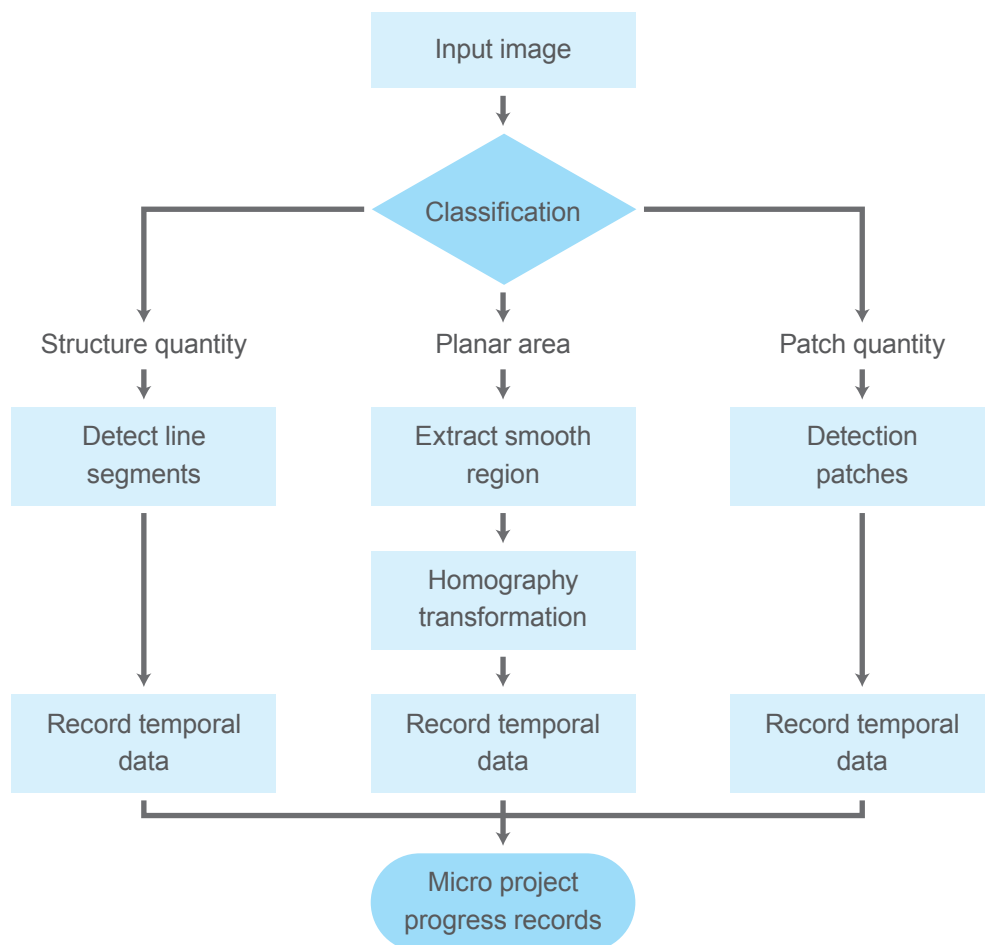 Input image
Classification
Structure quantity
Planar area
Patch quantity
Detect line
segments
Extract smooth
region
Detection
patches
Homography
transformation
Record temporal
data
Record temporal
data
Record temporal
data
Micro project
progress records